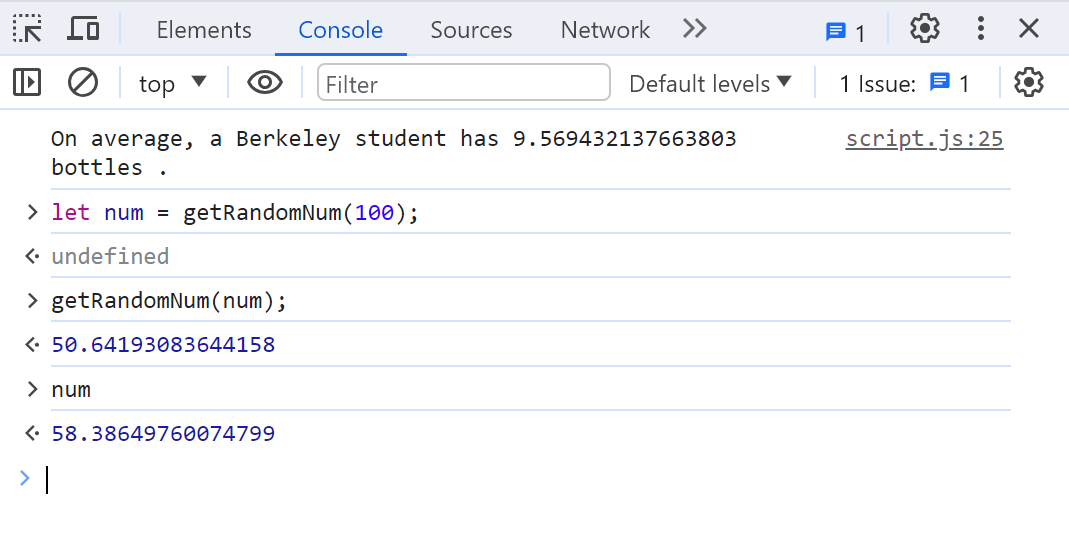 Elements Console Sources Network 1
top Filter Default levels 1 Issue: 1
On average, a Berkeley student has 9.569432137663803 script.js:25
bottles .
> let num = getRandomNum(100);
undefined
> getRandomNum(num);
50.64193083644158
> num
58.38649760074799
>